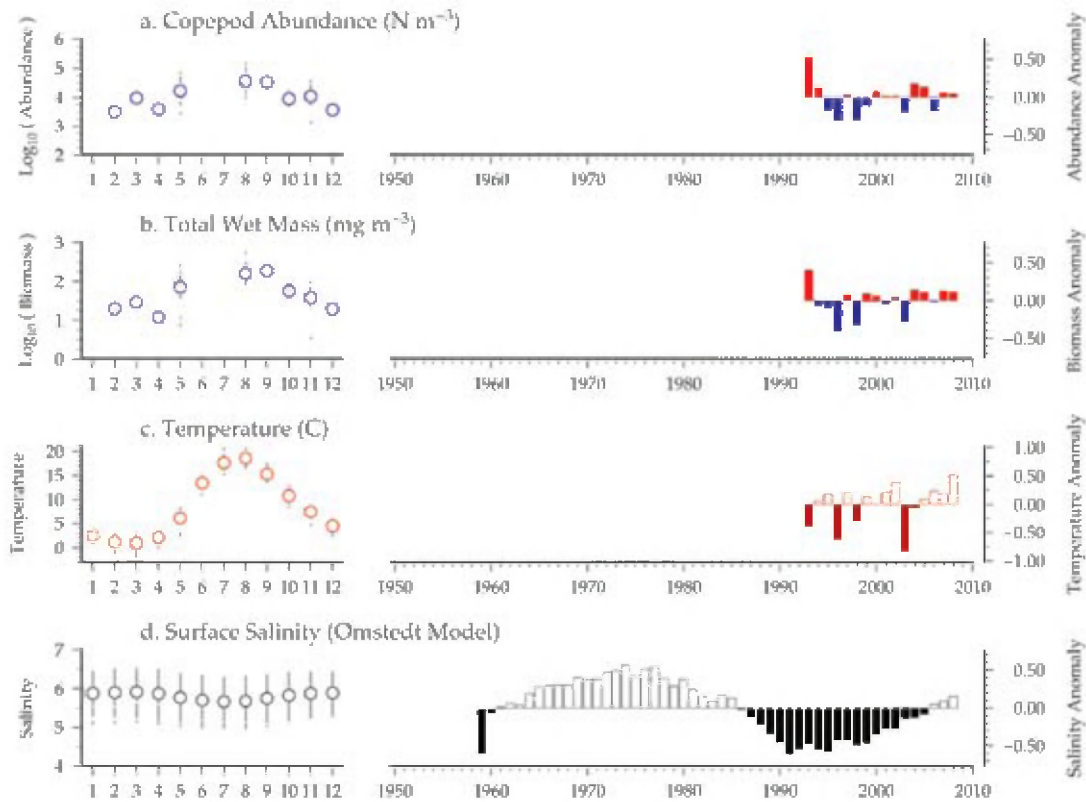 a. Copepod Abundance (N m⁻³)
Log₁₀ ( Abundance )
6
5
4
3
2
1 2 3 4 5 6 7 8 9 10 11 12
1950 1960 1970 1980 1990 2000 2010
0.50
0.00
−0.50
Abundance Anomaly
b. Total Wet Mass (mg m⁻³)
Log₁₀ ( Biomass )
3
2
1
0
1 2 3 4 5 6 7 8 9 10 11 12
1950 1960 1970 1980 1990 2000 2010
0.50
0.00
−0.50
Biomass Anomaly
c. Temperature (C)
Temperature
20
15
10
5
0
1 2 3 4 5 6 7 8 9 10 11 12
1950 1960 1970 1980 1990 2000 2010
1.00
0.50
0.00
−0.50
−1.00
Temperature Anomaly
d. Surface Salinity (Omstedt Model)
Salinity
7
6
5
4
1 2 3 4 5 6 7 8 9 10 11 12
1950 1960 1970 1980 1990 2000 2010
0.50
0.00
−0.50
Salinity Anomaly